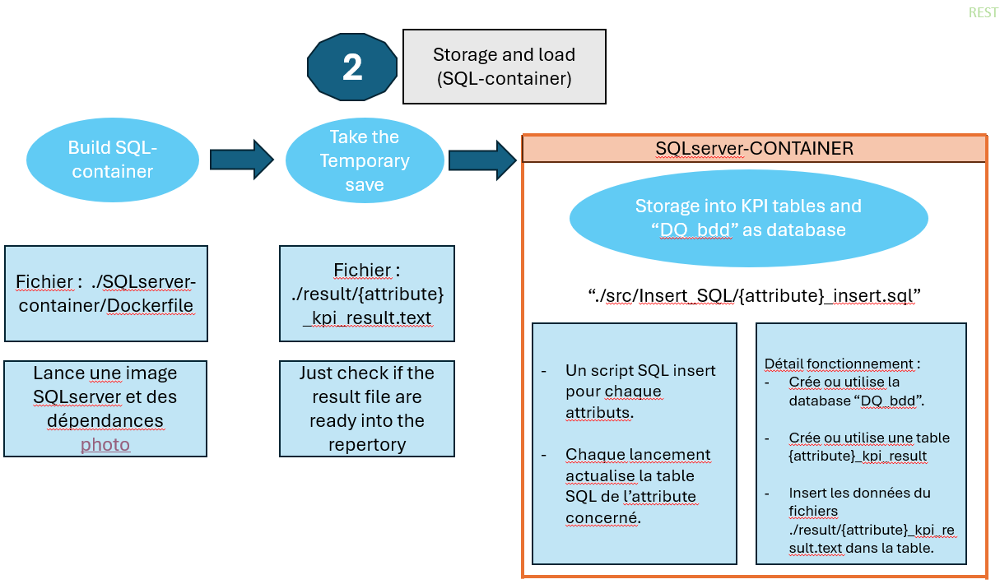 REST
2
Storage and load
(SQL-container)
Build SQL-
container
Take the
Temporary
save
SQLserver-CONTAINER
Storage into KPI tables and
“DQ_bdd” as database
Fichier : ./SQLserver-
container/Dockerfile
Fichier :
./result/{attribute}
_kpi_result.text
“./src/Insert_SQL/{attribute}_insert.sql”
Lance une image
SQLserver et des
dépendances
photo
Just check if the
result file are
ready into the
repertory
- Un script SQL insert
pour chaque
attributs.
- Chaque lancement
actualise la table
SQL de l’attribute
concerné.
Détail fonctionnement :
- Crée ou utilise la
database “DQ_bdd”.
- Crée ou utilise une table
{attribute}_kpi_result
- Insert les données du
fichiers
./result/{attribute}_kpi_re
sult.text dans la table.